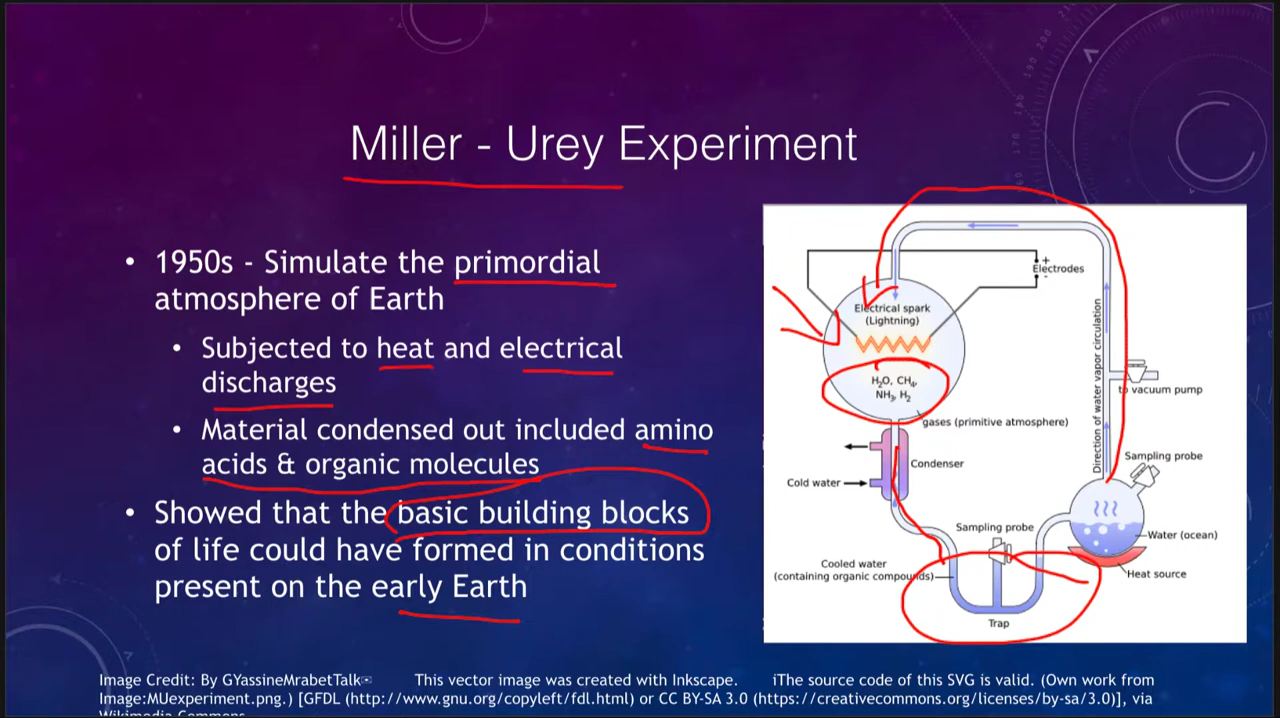 Miller - Urey Experiment
• 1950s - Simulate the primordial
atmosphere of Earth
• Subjected to heat and electrical
discharges
• Material condensed out included amino
acids & organic molecules
• Showed that the basic building blocks
of life could have formed in conditions
present on the early Earth
+
Electrodes
-
Electrical spark
(Lightning)
H₂O, CH₄,
NH₃, H₂
gases (primitive atmosphere)
Direction of water vapor circulation
to vacuum pump
Condenser
Cold water
Sampling probe
Sampling probe
Water (ocean)
Cooled water
(containing organic compounds)
Heat source
Trap
Image Credit: By GYassineMrabetTalk✉ This vector image was created with Inkscape. iThe source code of this SVG is valid. (Own work from
Image:MUexperiment.png.) [GFDL (http://www.gnu.org/copyleft/fdl.html) or CC BY-SA 3.0 (https://creativecommons.org/licenses/by-sa/3.0)], via
Wikimedia Commons